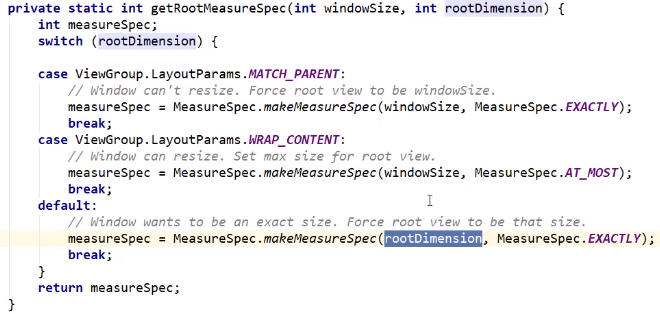 private static int getRootMeasureSpec(int windowSize, int rootDimension) {
    int measureSpec;
    switch (rootDimension) {

    case ViewGroup.LayoutParams.MATCH_PARENT:
        // Window can't resize. Force root view to be windowSize.
        measureSpec = MeasureSpec.makeMeasureSpec(windowSize, MeasureSpec.EXACTLY);
        break;
    case ViewGroup.LayoutParams.WRAP_CONTENT:
        // Window can resize. Set max size for root view.
        measureSpec = MeasureSpec.makeMeasureSpec(windowSize, MeasureSpec.AT_MOST);
        break;
    default:
        // Window wants to be an exact size. Force root view to be that size.
        measureSpec = MeasureSpec.makeMeasureSpec(rootDimension, MeasureSpec.EXACTLY);
        break;
    }
    return measureSpec;
}